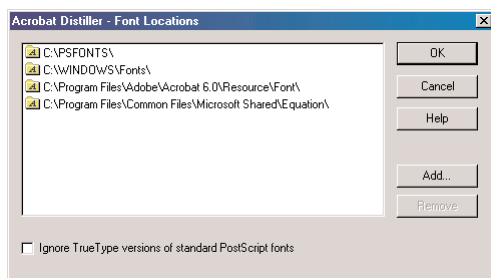 Acrobat Distiller - Font Locations
C:\PSFONTS\
C:\WINDOWS\Fonts\
C:\Program Files\Adobe\Acrobat 6.0\Resource\Font\
C:\Program Files\Common Files\Microsoft Shared\Equation\
OK
Cancel
Help
Add...
Remove
Ignore TrueType versions of standard PostScript fonts